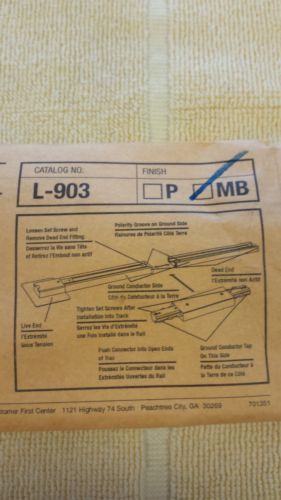 CATALOG NO.
FINISH
L-903
P
MB
Loosen Set Screw and
Remove Dead End Fitting.
Desserrez la Vis sans Tête
et Retirez l'Embout non actif
Polarity Groove on Ground Side
Rainures de Polarité Côté Terre
Dead End
l'Extrémité non Actif
Ground Conductor Side
Côté du Conducteur à la Terre
Live End
l'Extrémité
sous Tension
Tighten Set Screws After
Installation into Track
Serrez les Vis d'Extrémité
une Fois Installé dans le Rail
Push Connector into Open Ends
of Trac
Poussez le Connecteur dans les
Extrémités Ouvertes du Rail
Ground Conductor Tap
On This Side
Patte du Conducteur à
la Terre de ce Côté
tomer First Center 1121 Highway 74 South Peachtree City, GA 30269
701351